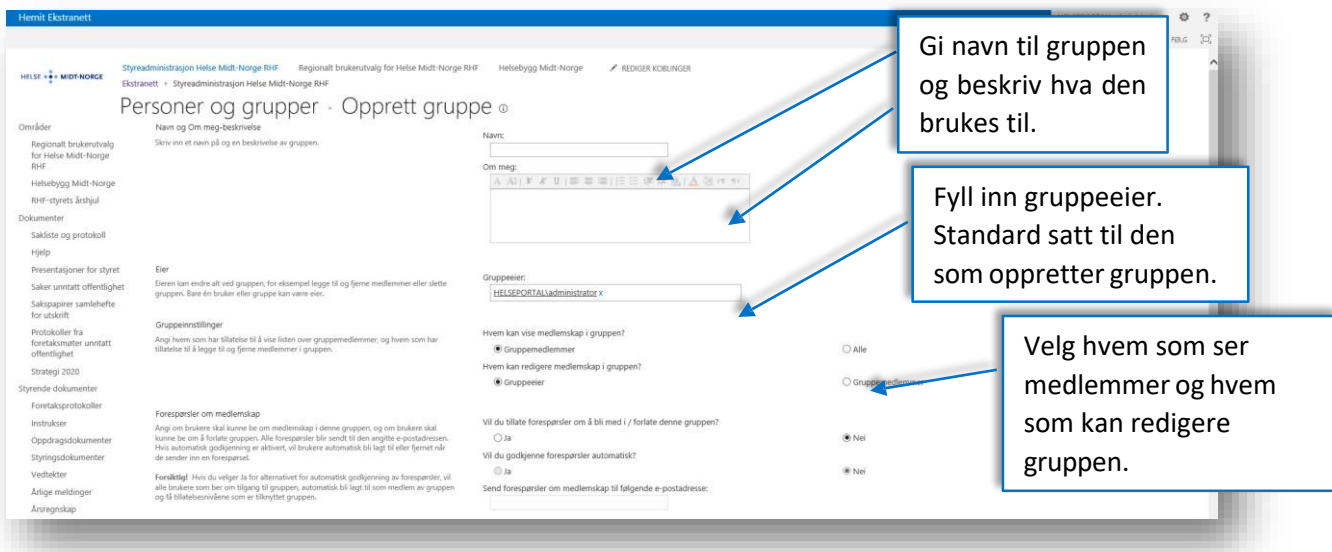 Hemit Ekstranett
?
FØLG
Styreadministrasjon Helse Midt-Norge RHF Regionalt brukerutvalg for Helse Midt-Norge RHF Helsebygg Midt-Norge REDIGER KOBLINGER
HELSE MIDT-NORGE
Ekstranett Styreadministrasjon Helse Midt-Norge RHF
Personer og grupper › Opprett gruppe
Områder
Regionalt brukerutvalg
for Helse Midt-Norge
RHF
Helsebygg Midt-Norge
RHF-styrets årshjul
Dokumenter
Sakliste og protokoll
Hjelp
Presentasjoner for styret
Saker unntatt offentlighet
Sakspapirer samlehefte
for utskrift
Protokoller fra
foretaksmøter unntatt
offentlighet
Strategi 2020
Styrende dokumenter
Foretaksprotokoller
Instrukser
Oppdragsdokumenter
Styringsdokumenter
Vedtekter
Årlige meldinger
Årsregnskap
Navn og Om meg-beskrivelse
Skriv inn et navn på og en beskrivelse av gruppen.
Navn:
Om meg:
Eier
Eieren kan endre alt ved gruppen, for eksempel legge til og fjerne medlemmer eller slette
gruppen. Bare én bruker eller gruppe kan være eier.
Gruppeeier:
HELSEPORTAL\administrator x
Gruppeinnstillinger
Angi hvem som har tillatelse til å vise listen over gruppemedlemmer, og hvem som har
tillatelse til å legge til og fjerne medlemmer i gruppen.
Hvem kan vise medlemskap i gruppen?
Gruppemedlemmer Alle
Hvem kan redigere medlemskap i gruppen?
Gruppeeier Gruppemedlemmer
Forespørsler om medlemskap
Angi om brukere skal kunne be om medlemskap i denne gruppen, og om brukere skal
kunne be om å forlate gruppen. Alle forespørsler blir sendt til den angitte e-postadressen.
Hvis automatisk godkjenning er aktivert, vil brukere automatisk bli lagt til eller fjernet når
de sender inn en forespørsel.
Forsiktig! Hvis du velger Ja for alternativet for automatisk godkjenning av forespørsler, vil
alle brukere som ber om tilgang til gruppen, automatisk bli lagt til som medlem av gruppen
og få tillatelsesnivåene som er tilknyttet gruppen.
Vil du tillate forespørsler om å bli med i / forlate denne gruppen?
Ja Nei
Vil du godkjenne forespørsler automatisk?
Ja Nei
Send forespørsler om medlemskap til følgende e-postadresse:
Gi navn til gruppen
og beskriv hva den
brukes til.
Fyll inn gruppeeier.
Standard satt til den
som oppretter gruppen.
Velg hvem som ser
medlemmer og hvem
som kan redigere
gruppen.